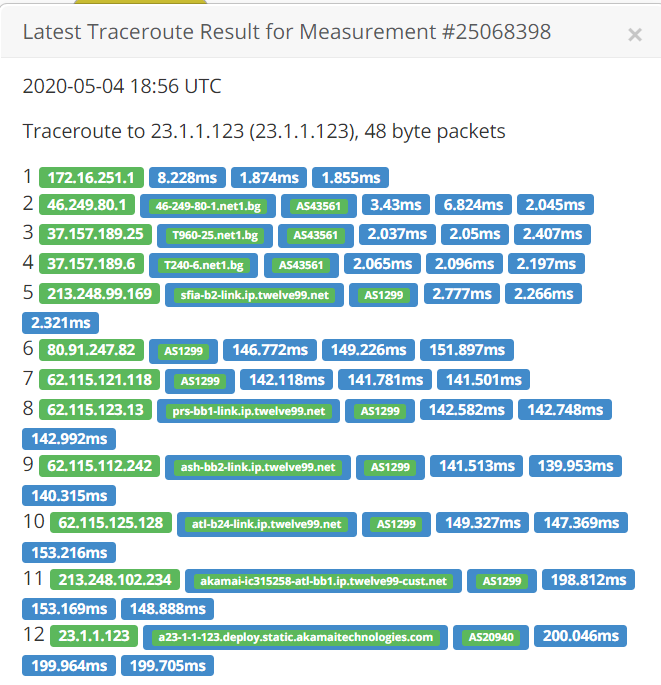 Latest Traceroute Result for Measurement #25068398 ×
2020-05-04 18:56 UTC
Traceroute to 23.1.1.123 (23.1.1.123), 48 byte packets
1 172.16.251.1 8.228ms 1.874ms 1.855ms
2 46.249.80.1 46-249-80-1.net1.bg AS43561 3.43ms 6.824ms 2.045ms
3 37.157.189.25 T960-25.net1.bg AS43561 2.037ms 2.05ms 2.407ms
4 37.157.189.6 T240-6.net1.bg AS43561 2.065ms 2.096ms 2.197ms
5 213.248.99.169 sfia-b2-link.ip.twelve99.net AS1299 2.777ms 2.266ms
2.321ms
6 80.91.247.82 AS1299 146.772ms 149.226ms 151.897ms
7 62.115.121.118 AS1299 142.118ms 141.781ms 141.501ms
8 62.115.123.13 prs-bb1-link.ip.twelve99.net AS1299 142.582ms 142.748ms
142.992ms
9 62.115.112.242 ash-bb2-link.ip.twelve99.net AS1299 141.513ms 139.953ms
140.315ms
10 62.115.125.128 atl-b24-link.ip.twelve99.net AS1299 149.327ms 147.369ms
153.216ms
11 213.248.102.234 akamai-ic315258-atl-bb1.ip.twelve99-cust.net AS1299 198.812ms
153.169ms 148.888ms
12 23.1.1.123 a23-1-1-123.deploy.static.akamaitechnologies.com AS20940 200.046ms
199.964ms 199.705ms